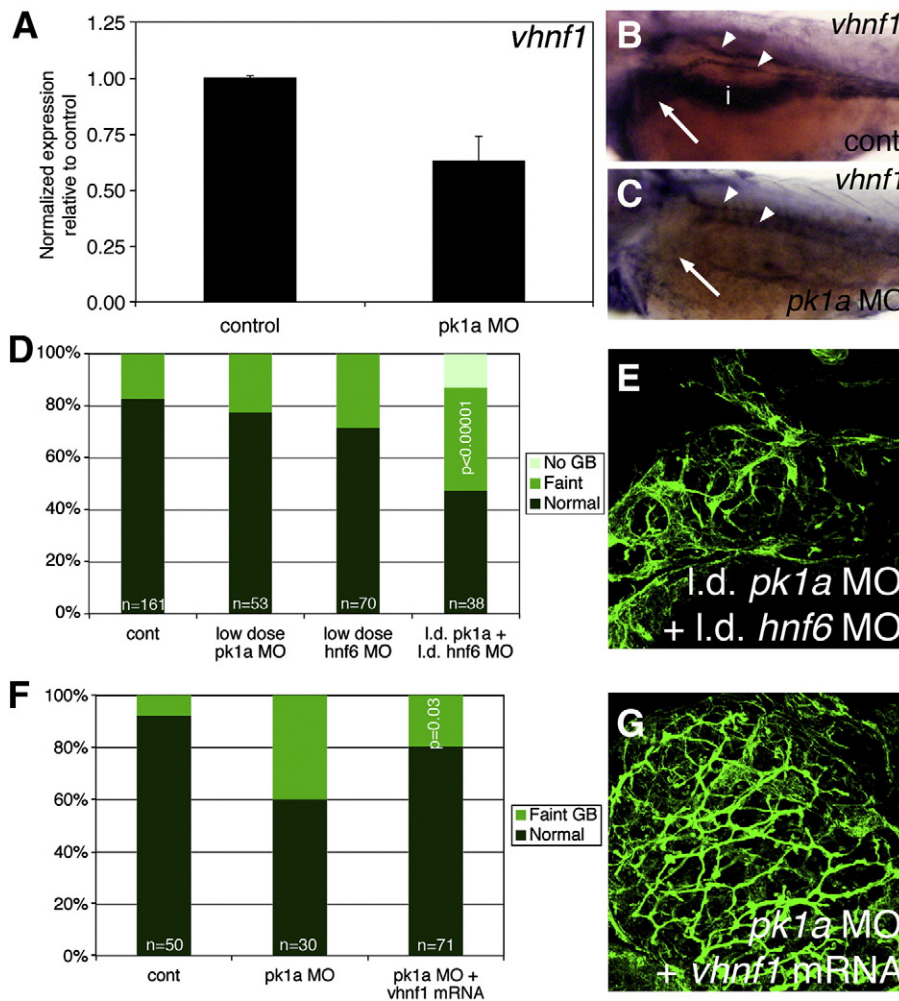 A
vhnf1
1.25
1.00
0.75
0.50
0.25
0.00
Normalized expression
relative to control
control
pk1a MO
B
vhnf1
i
cont
C
vhnf1
pk1a MO
D
100%
80%
60%
40%
20%
0%
n=161
n=53
n=70
n=38
p<0.00001
cont
low dose
pk1a MO
low dose
hnf6 MO
l.d. pk1a +
l.d. hnf6 MO
No GB
Faint
Normal
E
l.d. pk1a MO
+ l.d. hnf6 MO
F
100%
80%
60%
40%
20%
0%
n=50
n=30
n=71
p=0.03
cont
pk1a MO
pk1a MO +
vhnf1 mRNA
Faint GB
Normal
G
pk1a MO
+ vhnf1 mRNA